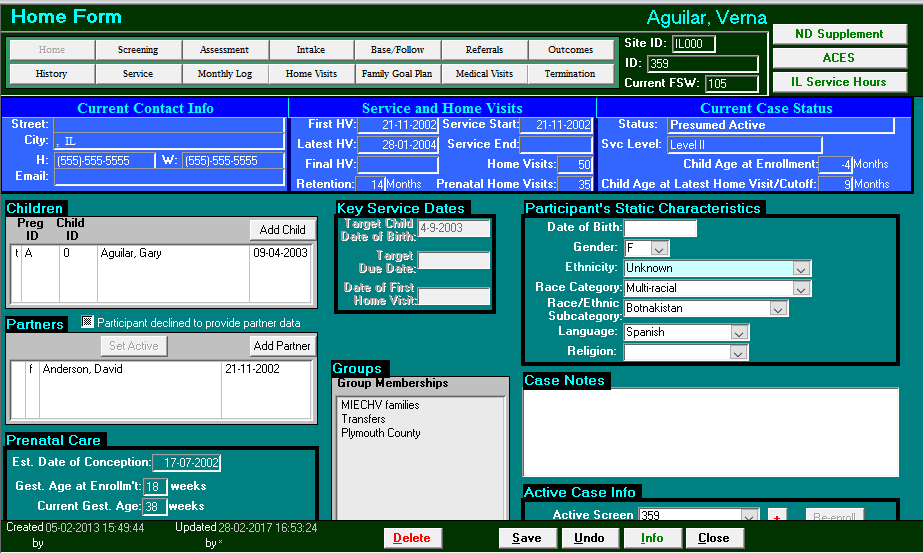 Home Form
Aguilar, Verna
Home Screening Assessment Intake Base/Follow Referrals Outcomes
History Service Monthly Log Home Visits Family Goal Plan Medical Visits Termination
Site ID: IL000
ID: 359
Current FSW: 105
ND Supplement
ACES
IL Service Hours
Current Contact Info
Street:
City: , IL
H: (555)-555-5555 W: (555)-555-5555
Email:
Service and Home Visits
First HV: 21-11-2002 Service Start: 21-11-2002
Latest HV: 28-01-2004 Service End:
Final HV: Home Visits: 50
Retention: 14 Months Prenatal Home Visits: 35
Current Case Status
Status: Presumed Active
Svc Level: Level II
Child Age at Enrollment: -4 Months
Child Age at Latest Home Visit/Cutoff: 9 Months
Children
Preg ID Child ID Add Child
t A 0 Aguilar, Gary 09-04-2003
Partners
Participant declined to provide partner data
Set Active Add Partner
f Anderson, David 21-11-2002
Prenatal Care
Est. Date of Conception: 17-07-2002
Gest. Age at Enrollm't: 18 weeks
Current Gest. Age: 38 weeks
Key Service Dates
Target Child
Date of Birth: 4-9-2003
Target
Due Date:
Date of First
Home Visit:
Groups
Group Memberships
MIECHV families
Transfers
Plymouth County
Participant's Static Characteristics
Date of Birth:
Gender: F
Ethnicity: Unknown
Race Category: Multi-racial
Race/Ethnic
Subcategory: Botnakistan
Language: Spanish
Religion:
Case Notes
Active Case Info
Active Screen 359 + Re-enroll
Created 05-02-2013 15:49:44 Updated 28-02-2017 16:53:24
by by *
Delete Save Undo Info Close